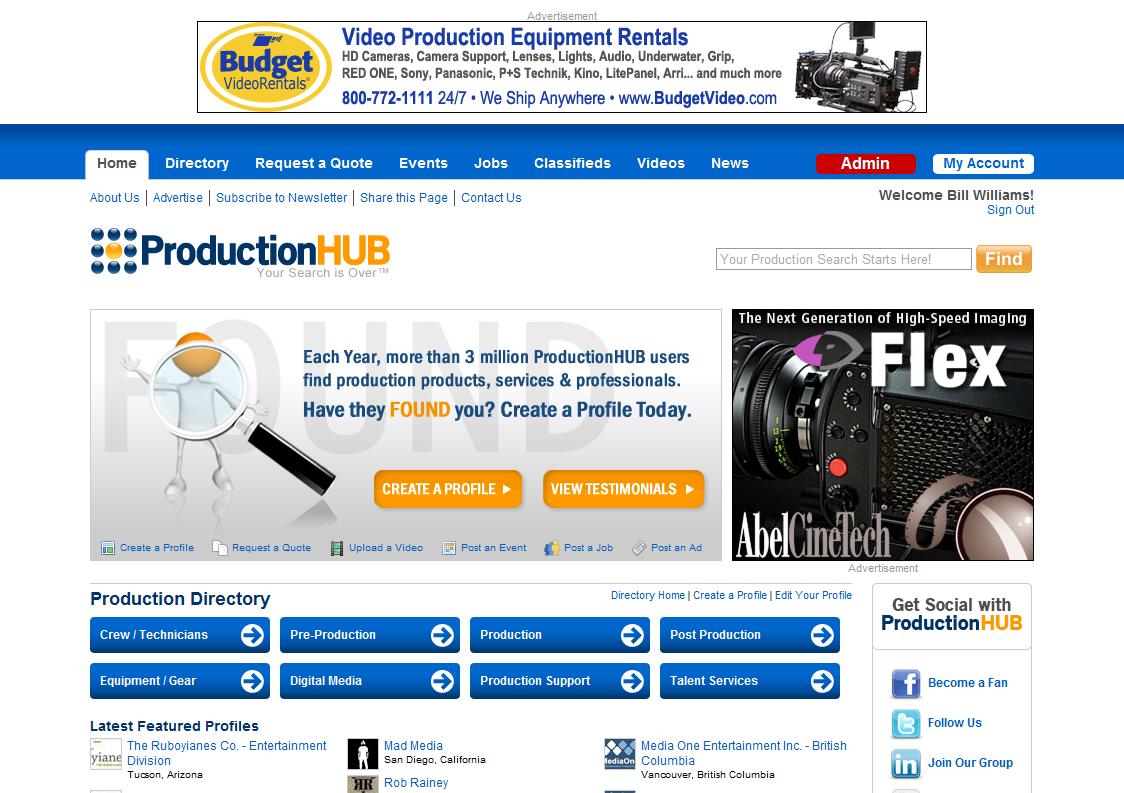 Advertisement
Budget
VideoRentals
Video Production Equipment Rentals
HD Cameras, Camera Support, Lenses, Lights, Audio, Underwater, Grip,
RED ONE, Sony, Panasonic, P+S Technik, Kino, LitePanel, Arri... and much more
800-772-1111 24/7 • We Ship Anywhere • www.BudgetVideo.com
Home Directory Request a Quote Events Jobs Classifieds Videos News Admin My Account
About Us | Advertise | Subscribe to Newsletter | Share this Page | Contact Us
Welcome Bill Williams!
Sign Out
ProductionHUB
Your Search is Over™
Your Production Search Starts Here! Find
FOUND
Each Year, more than 3 million ProductionHUB users
find production products, services & professionals.
Have they FOUND you? Create a Profile Today.
CREATE A PROFILE VIEW TESTIMONIALS
Create a Profile Request a Quote Upload a Video Post an Event Post a Job Post an Ad
The Next Generation of High-Speed Imaging
Flex
AbelCineTech
Advertisement
Production Directory
Directory Home | Create a Profile | Edit Your Profile
Crew / Technicians Pre-Production Production Post Production
Equipment / Gear Digital Media Production Support Talent Services
Latest Featured Profiles
The Ruboyianes Co. - Entertainment
Division
Tucson, Arizona
Mad Media
San Diego, California
Rob Rainey
Media One Entertainment Inc. - British
Columbia
Vancouver, British Columbia
Get Social with
ProductionHUB
Become a Fan
Follow Us
Join Our Group